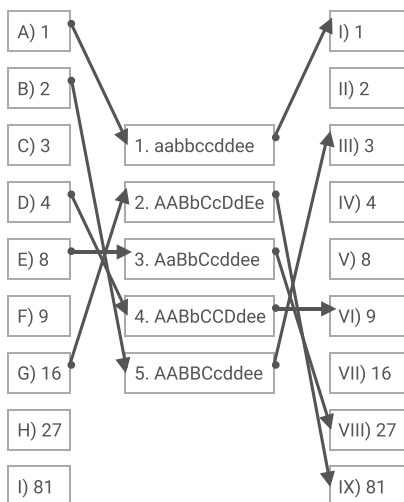 A) 1
B) 2
C) 3
D) 4
E) 8
F) 9
G) 16
H) 27
I) 81
1. aabbccddee
2. AABbCcDdEe
3. AaBbCcddee
4. AABbCCDdee
5. AABBCcddee
I) 1
II) 2
III) 3
IV) 4
V) 8
VI) 9
VII) 16
VIII) 27
IX) 81